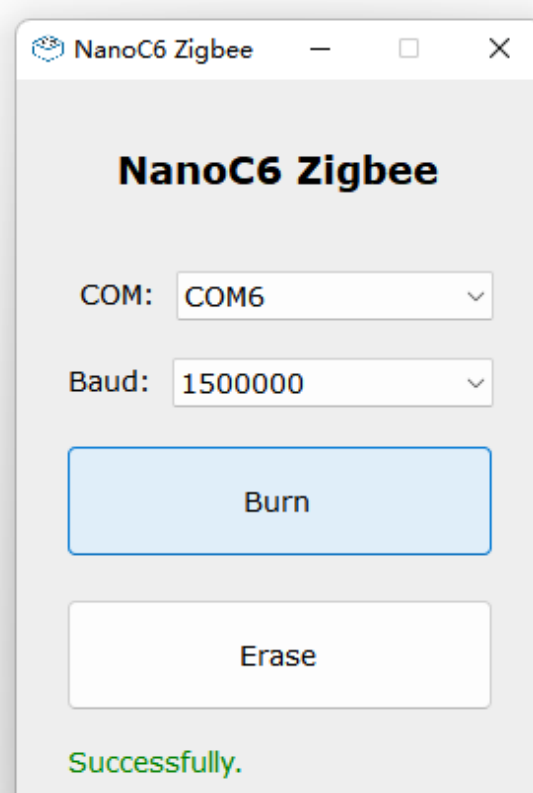 NanoC6 Zigbee
NanoC6 Zigbee
COM: COM6
Baud: 1500000
Burn
Erase
Successfully.